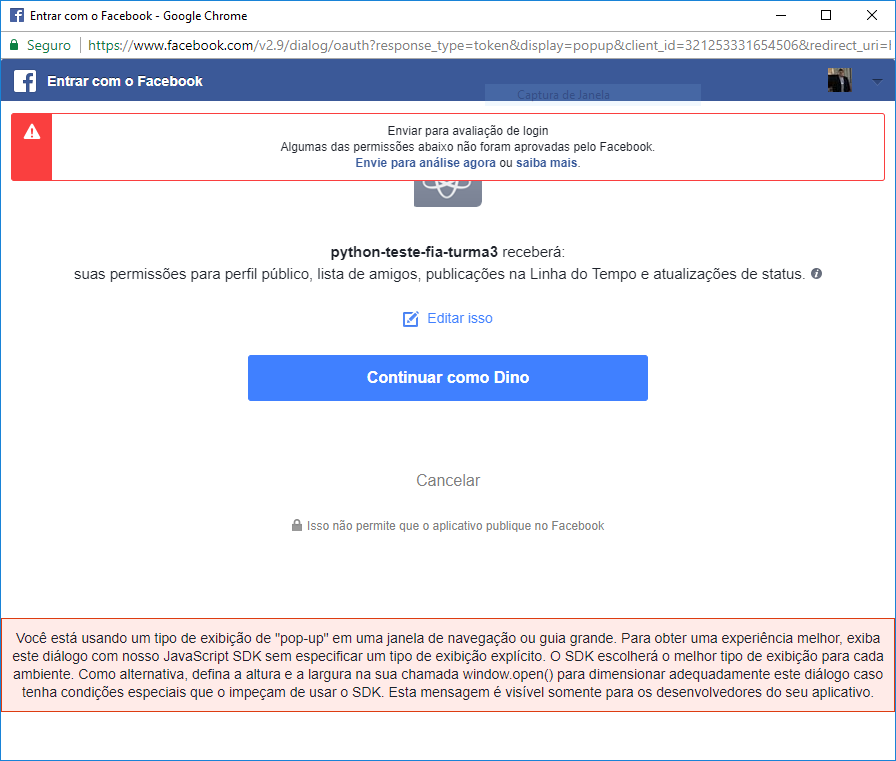 Entrar com o Facebook - Google Chrome
Seguro | https://www.facebook.com/v2.9/dialog/oauth?response_type=token&display=popup&client_id=321253331654506&redirect_uri=l
Entrar com o Facebook
Captura de Janela
Enviar para avaliação de login
Algumas das permissões abaixo não foram aprovadas pelo Facebook.
Envie para análise agora ou saiba mais.
python-teste-fia-turma3 receberá:
suas permissões para perfil público, lista de amigos, publicações na Linha do Tempo e atualizações de status.
Editar isso
Continuar como Dino
Cancelar
Isso não permite que o aplicativo publique no Facebook
Você está usando um tipo de exibição de "pop-up" em uma janela de navegação ou guia grande. Para obter uma experiência melhor, exiba
este diálogo com nosso JavaScript SDK sem especificar um tipo de exibição explícito. O SDK escolherá o melhor tipo de exibição para cada
ambiente. Como alternativa, defina a altura e a largura na sua chamada window.open() para dimensionar adequadamente este diálogo caso
tenha condições especiais que o impeçam de usar o SDK. Esta mensagem é visível somente para os desenvolvedores do seu aplicativo.